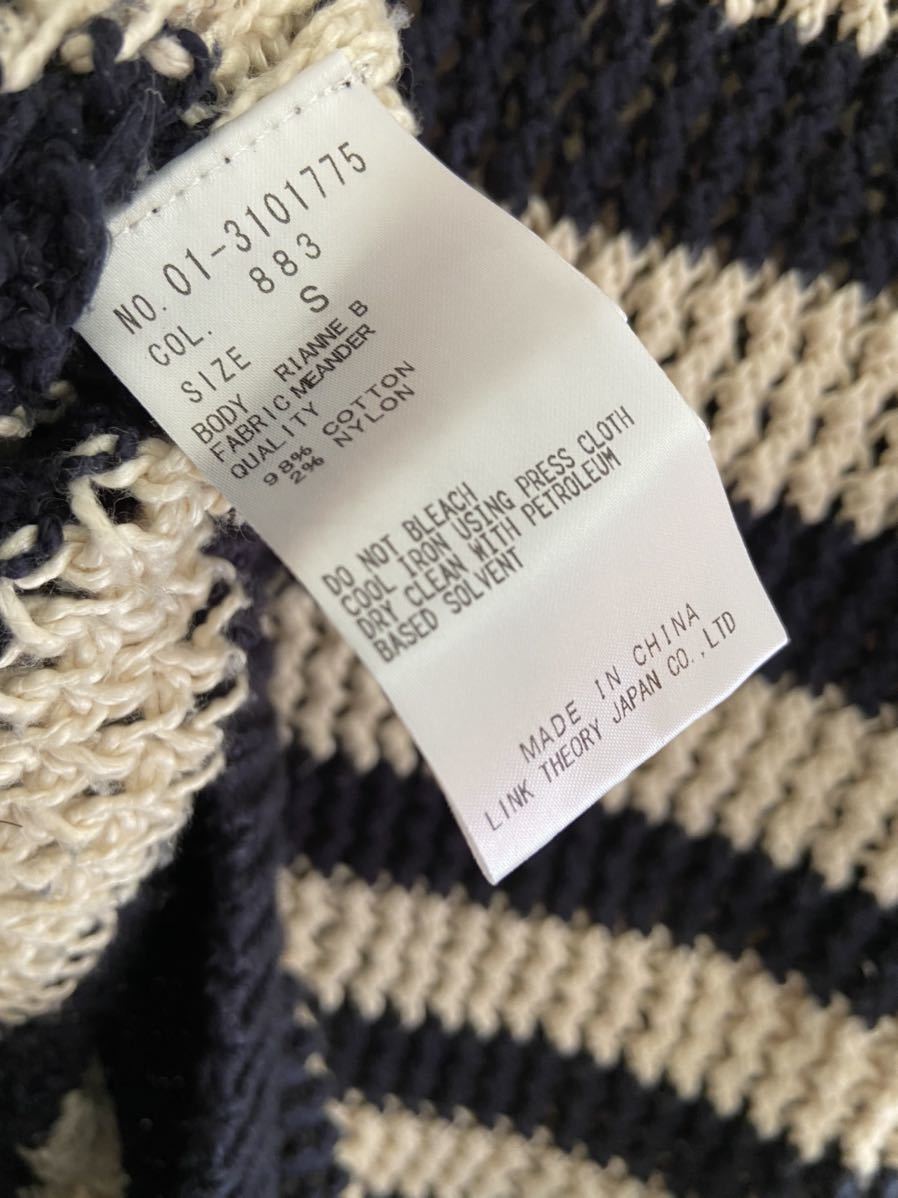 NO. 01-3101775
COL. 883
SIZE S
BODY RIANNE B
FABRIC MEANDER
QUALITY
98% COTTON
2% NYLON
DO NOT BLEACH
COOL IRON USING PRESS CLOTH
DRY CLEAN WITH PETROLEUM
BASED SOLVENT
MADE IN CHINA
LINK THEORY JAPAN CO.,LTD